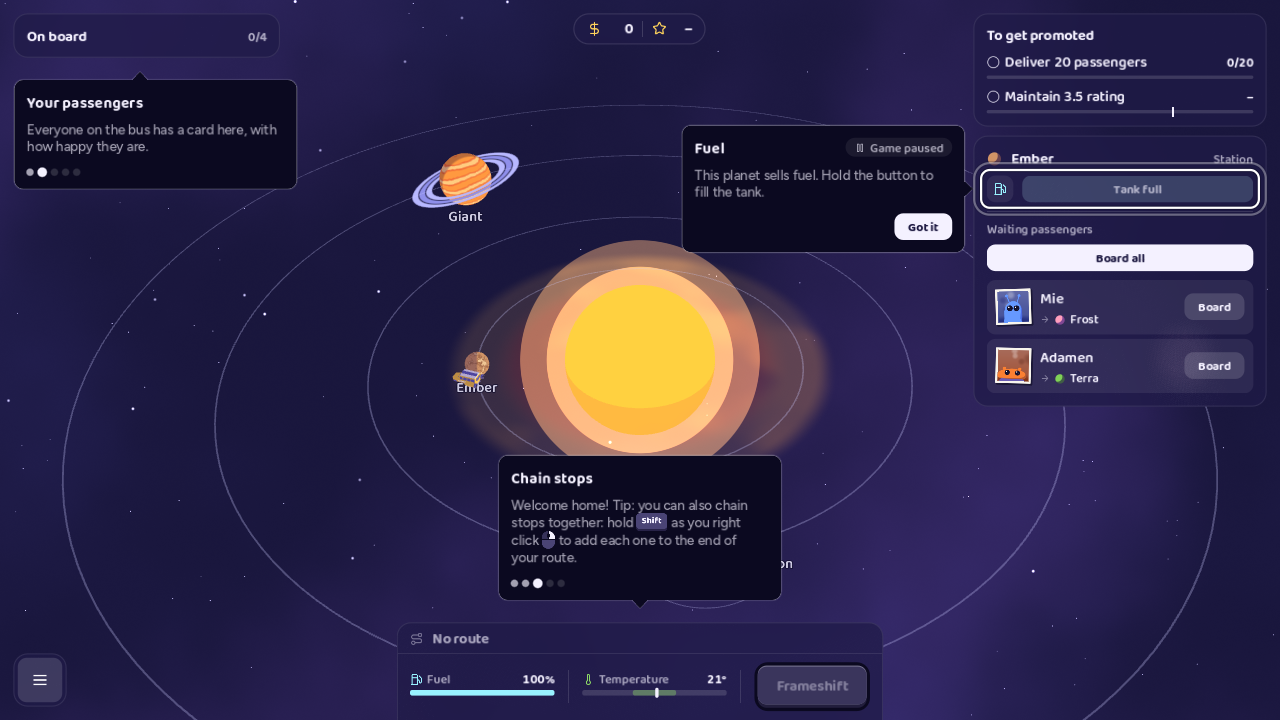 On board 0/4
Your passengers
Everyone on the bus has a card here, with
how happy they are.
$ 0 –
To get promoted
Deliver 20 passengers 0/20
Maintain 3.5 rating –
Fuel
Game paused
This planet sells fuel. Hold the button to
fill the tank.
Got it
Ember Station
Tank full
Waiting passengers
Board all
Mie
→ Frost
Board
Adamen
→ Terra
Board
Giant
Ember
Chain stops
Welcome home! Tip: you can also chain
stops together: hold Shift as you right
click to add each one to the end of
your route.
on
No route
Fuel 100%
Temperature 21°
Frameshift